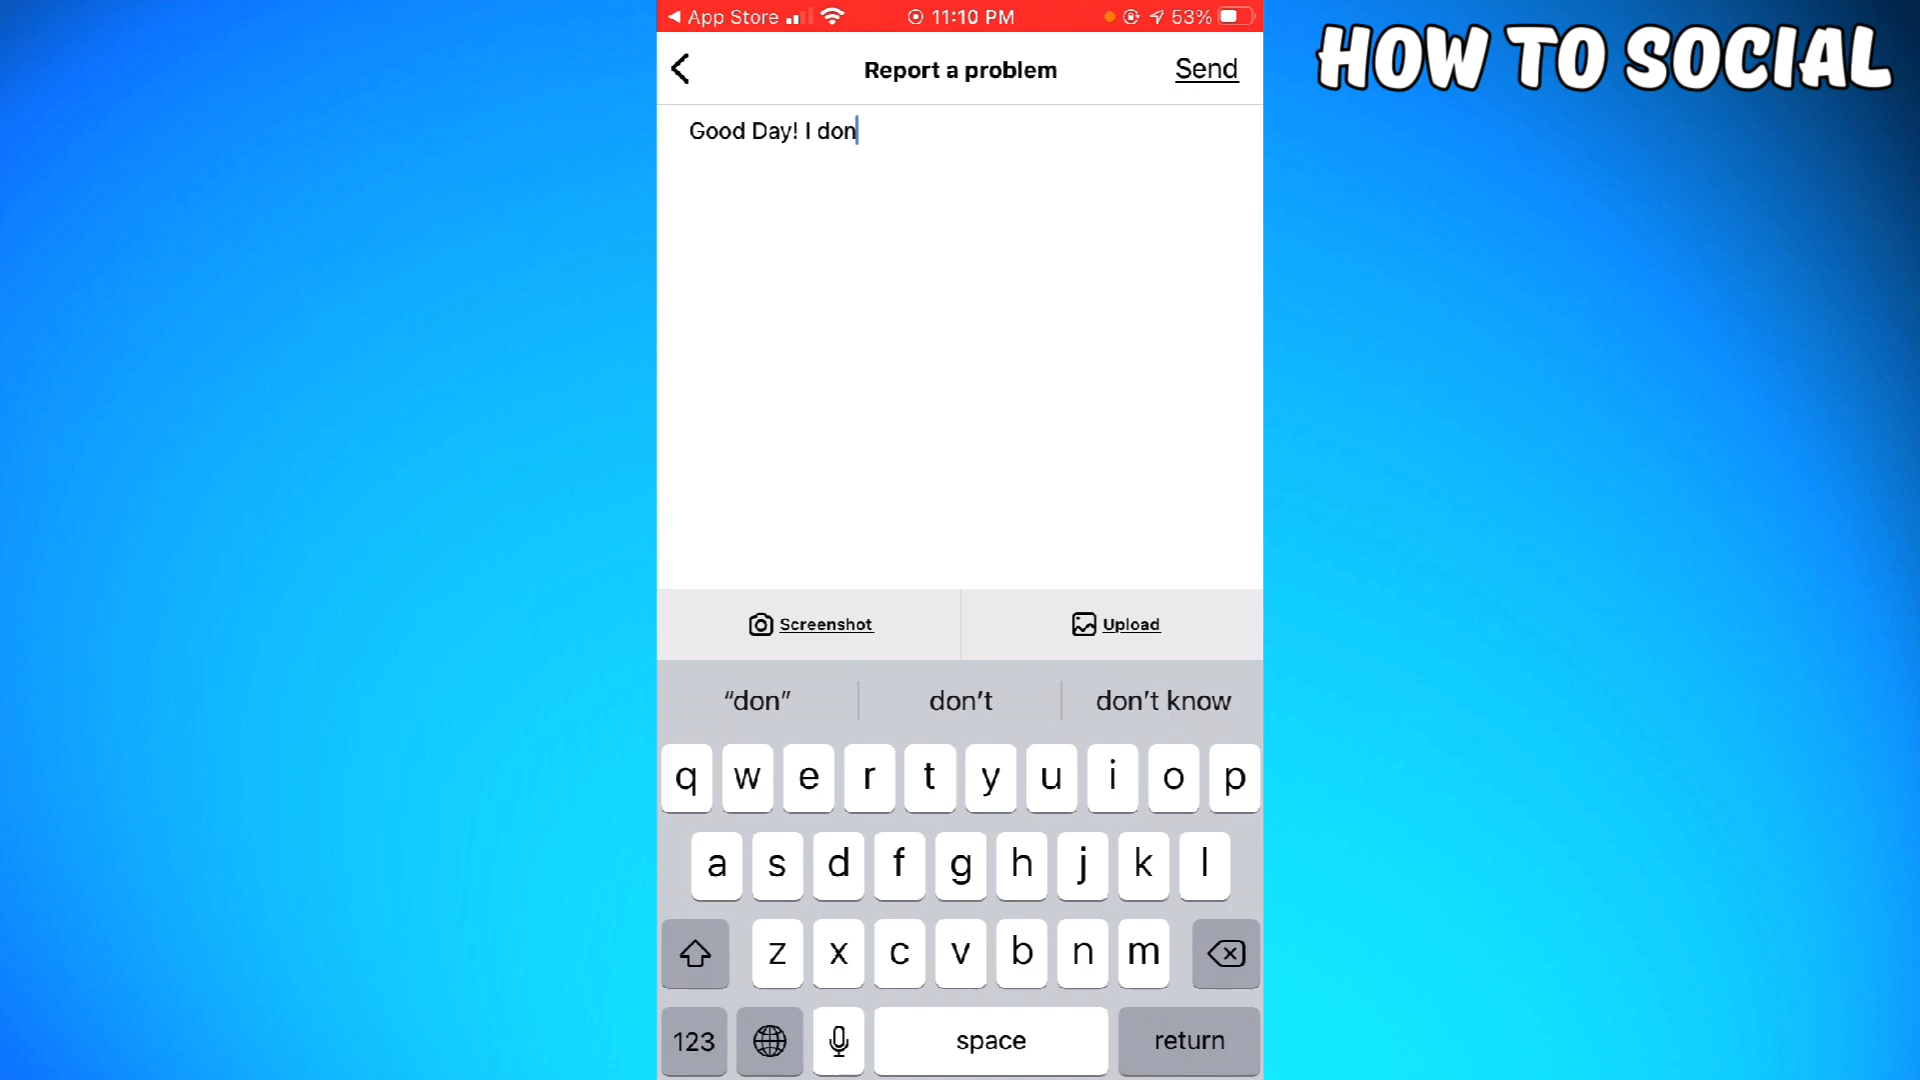 App Store 11:10 PM 53%
HOW TO SOCIAL
Report a problem Send
Good Day! I don
Screenshot Upload
“don” don’t don’t know
q w e r t y u i o p
a s d f g h j k l
z x c v b n m
123 space return